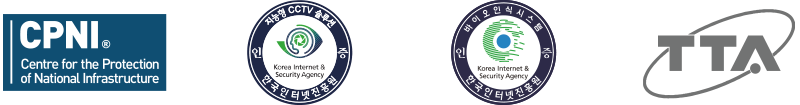 CPNI®
Centre for the Protection
of National Infrastructure
지능형 CCTV 솔루션
인 증
Korea Internet &
Security Agency
한국인터넷진흥원
바이오인식시스템
인 증
Korea Internet &
Security Agency
한국인터넷진흥원
TTA